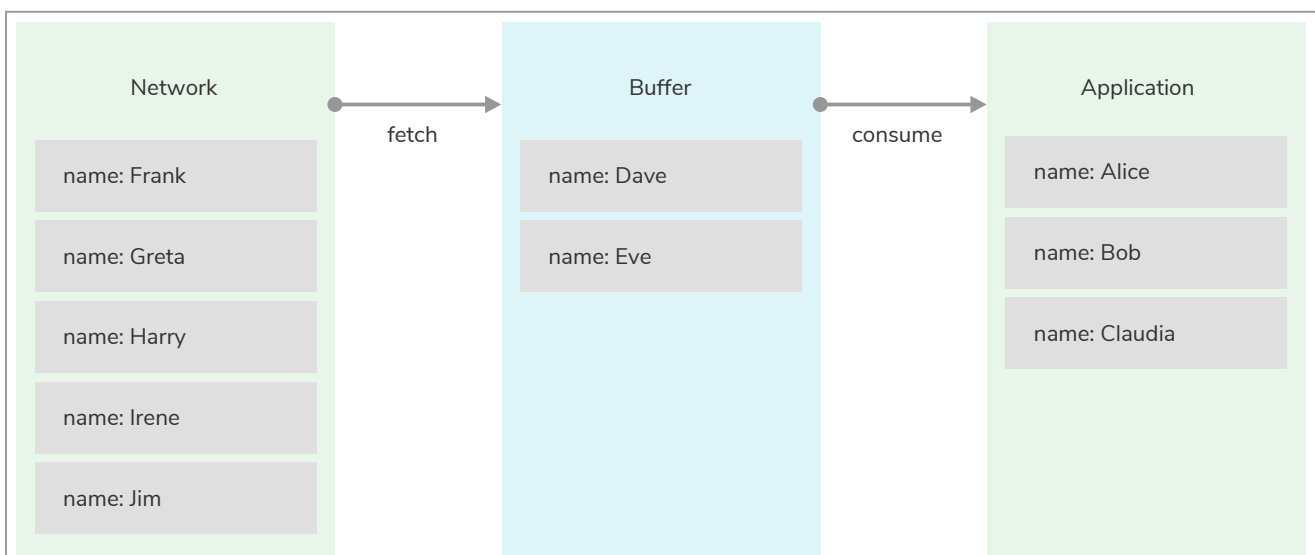 Network
fetch
Buffer
consume
Application
name: Frank
name: Greta
name: Harry
name: Irene
name: Jim
name: Dave
name: Eve
name: Alice
name: Bob
name: Claudia